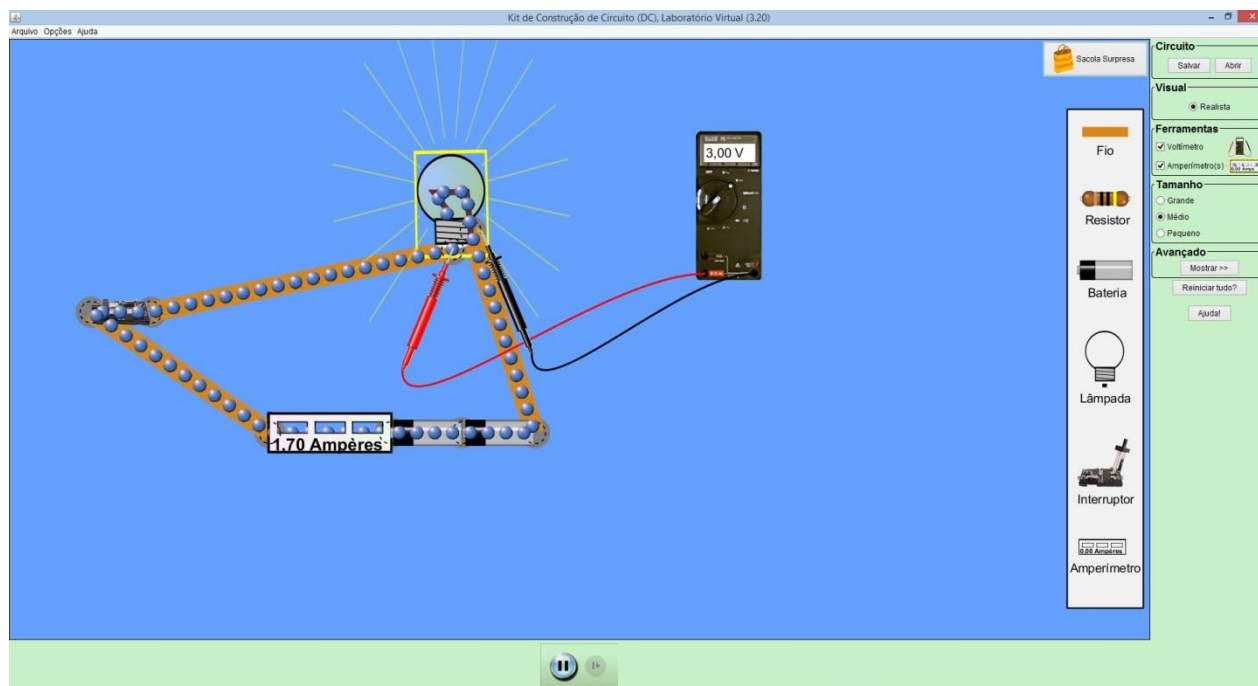 Kit de Construção de Circuito (DC), Laboratório Virtual (3.20)
Arquivo Opções Ajuda
Sacola Surpresa
Circuito
Salvar Abrir
Visual
Realista
Ferramentas
Voltímetro
Amperímetro(s)
Tamanho
Grande
Médio
Pequeno
Avançado
Mostrar >>
Reiniciar tudo?
Ajuda!
3,00 V
1.70 Ampères
Fio
Resistor
Bateria
Lâmpada
Interruptor
0,00 Ampères
Amperímetro